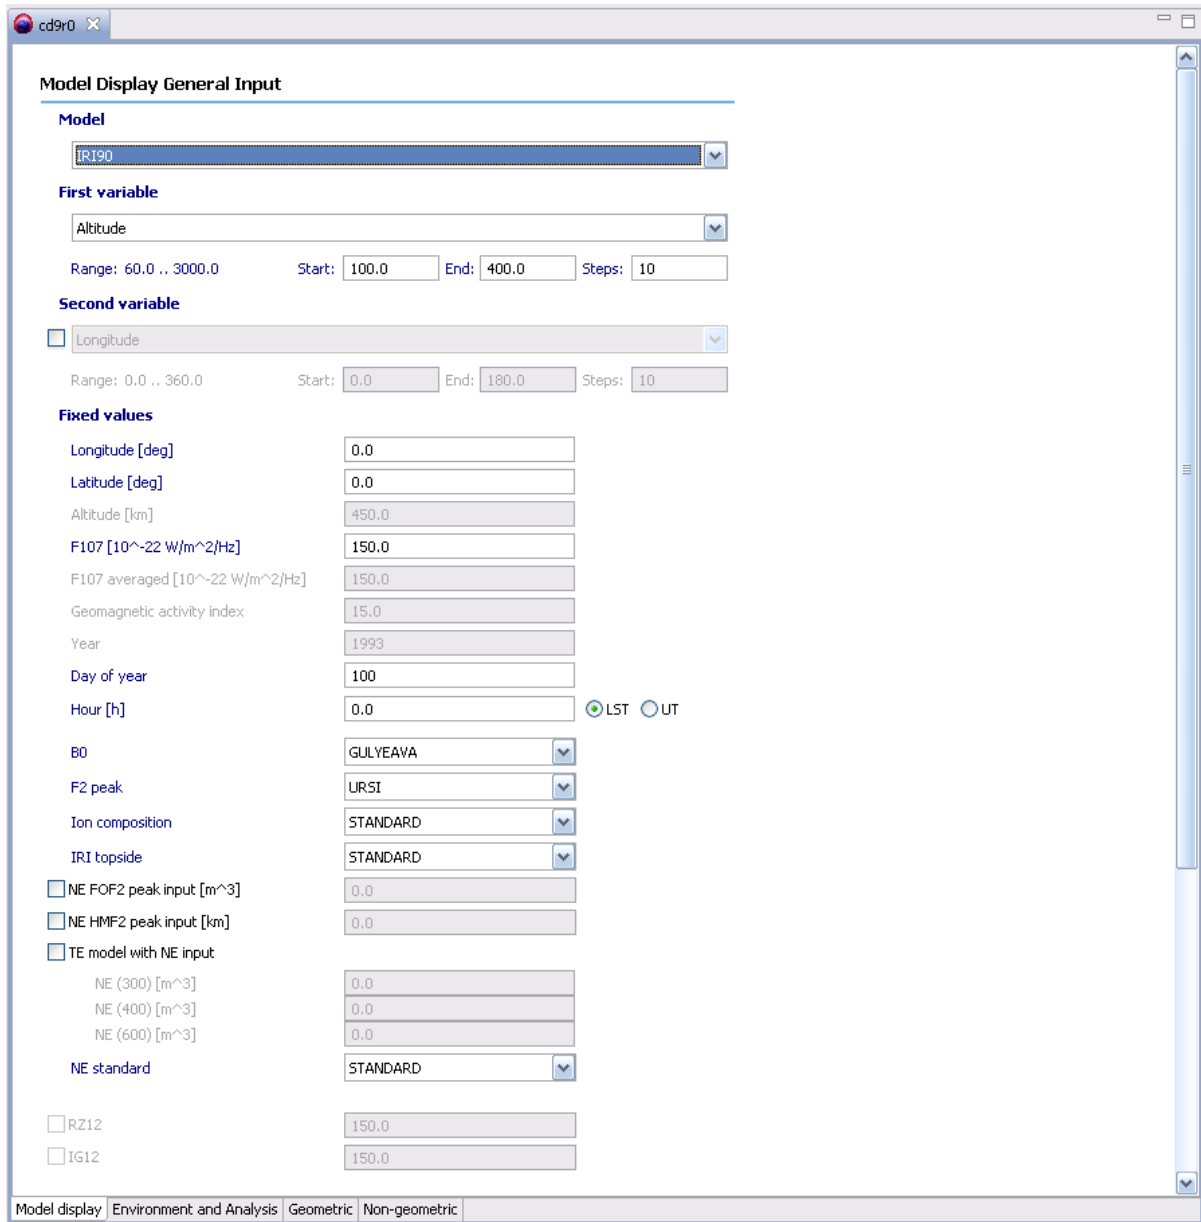 cd9r0
Model Display General Input
Model
IRI90
First variable
Altitude
Range: 60.0 .. 3000.0 Start: 100.0 End: 400.0 Steps: 10
Second variable
Longitude
Range: 0.0 .. 360.0 Start: 0.0 End: 180.0 Steps: 10
Fixed values
Longitude [deg] 0.0
Latitude [deg] 0.0
Altitude [km] 450.0
F107 [10^-22 W/m^2/Hz] 150.0
F107 averaged [10^-22 W/m^2/Hz] 150.0
Geomagnetic activity index 15.0
Year 1993
Day of year 100
Hour [h] 0.0 LST UT
B0 GULYEAVA
F2 peak URSI
Ion composition STANDARD
IRI topside STANDARD
NE FOF2 peak input [m^3] 0.0
NE HMF2 peak input [km] 0.0
TE model with NE input
NE (300) [m^3] 0.0
NE (400) [m^3] 0.0
NE (600) [m^3] 0.0
NE standard STANDARD
RZ12 150.0
IG12 150.0
Model display Environment and Analysis Geometric Non-geometric